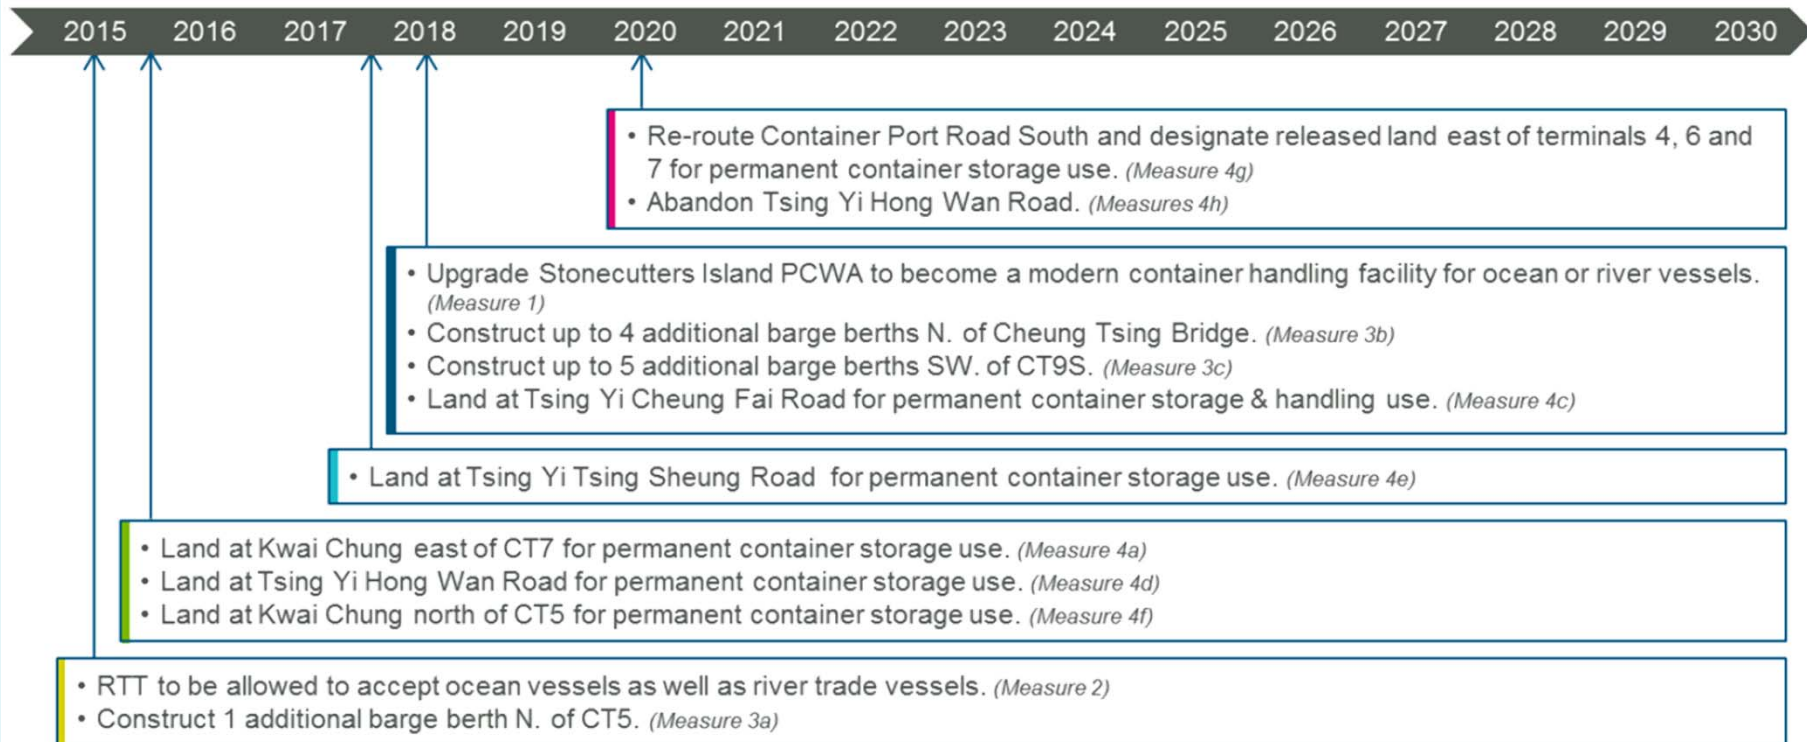 2015 2016 2017 2018 2019 2020 2021 2022 2023 2024 2025 2026 2027 2028 2029 2030
• Re-route Container Port Road South and designate released land east of terminals 4, 6 and
7 for permanent container storage use. (Measure 4g)
• Abandon Tsing Yi Hong Wan Road. (Measures 4h)
• Upgrade Stonecutters Island PCWA to become a modern container handling facility for ocean or river vessels.
(Measure 1)
• Construct up to 4 additional barge berths N. of Cheung Tsing Bridge. (Measure 3b)
• Construct up to 5 additional barge berths SW. of CT9S. (Measure 3c)
• Land at Tsing Yi Cheung Fai Road for permanent container storage & handling use. (Measure 4c)
• Land at Tsing Yi Tsing Sheung Road for permanent container storage use. (Measure 4e)
• Land at Kwai Chung east of CT7 for permanent container storage use. (Measure 4a)
• Land at Tsing Yi Hong Wan Road for permanent container storage use. (Measure 4d)
• Land at Kwai Chung north of CT5 for permanent container storage use. (Measure 4f)
• RTT to be allowed to accept ocean vessels as well as river trade vessels. (Measure 2)
• Construct 1 additional barge berth N. of CT5. (Measure 3a)